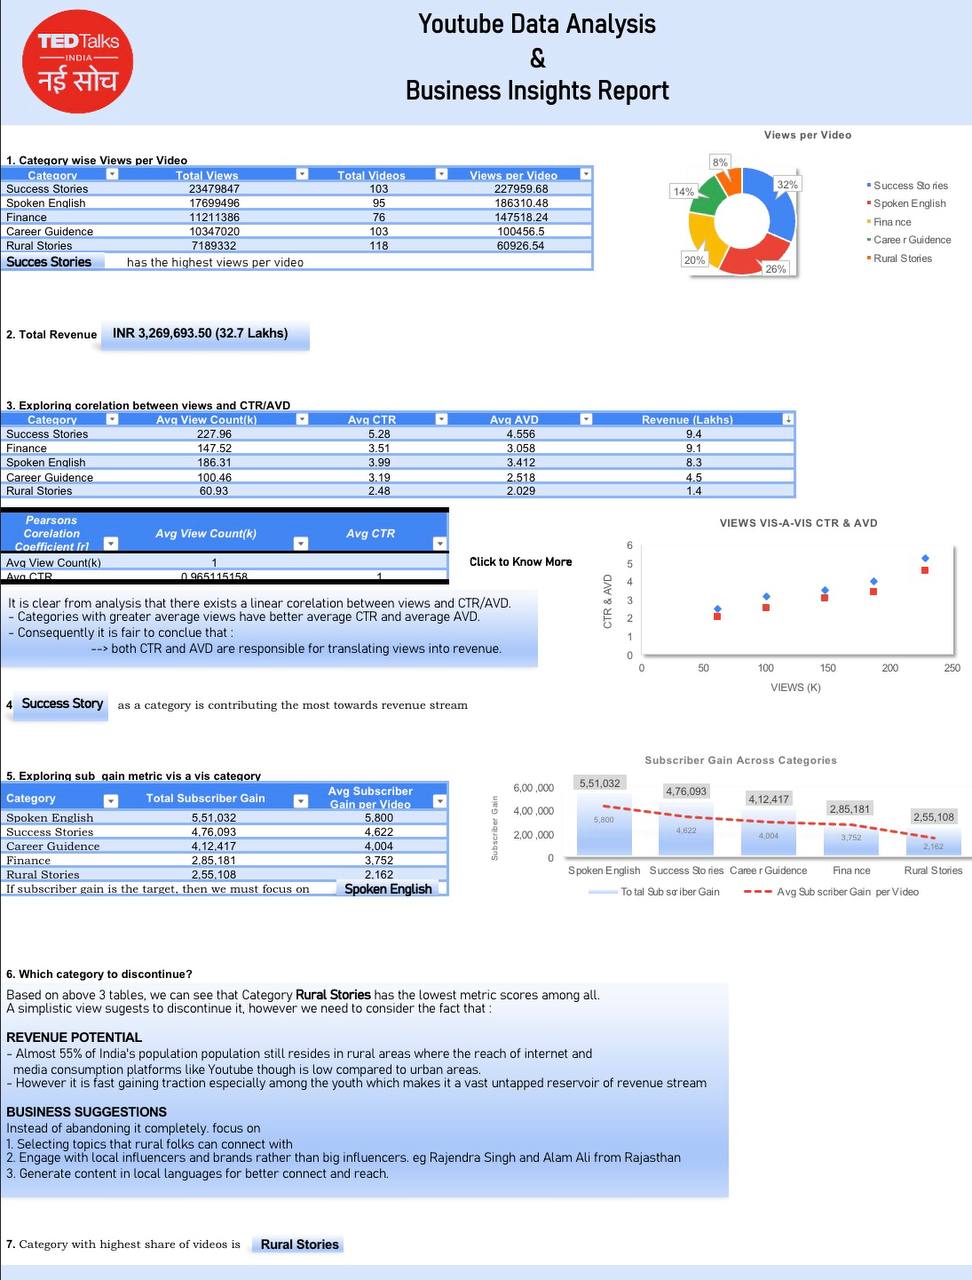 TEDTalks
INDIA
नई सोच
Youtube Data Analysis
&
Business Insights Report
1. Category wise Views per Video
Category Total Views Total Videos Views per Video
Success Stories 23479847 103 227959.68
Spoken English 17699496 95 186310.48
Finance 11211386 76 147518.24
Career Guidence 10347020 103 100456.5
Rural Stories 7189332 118 60926.54
Succes Stories has the highest views per video
Views per Video
8%
32%
14%
20%
26%
Success Stories
Spoken English
Finance
Career Guidence
Rural Stories
2. Total Revenue INR 3,269,693.50 (32.7 Lakhs)
3. Exploring corelation between views and CTR/AVD
Category Avg View Count(k) Avg CTR Avg AVD Revenue (Lakhs)
Success Stories 227.96 5.28 4.556 9.4
Finance 147.52 3.51 3.058 9.1
Spoken English 186.31 3.99 3.412 8.3
Career Guidence 100.46 3.19 2.518 4.5
Rural Stories 60.93 2.48 2.029 1.4
Pearsons
Corelation
Coefficient [r] Avg View Count(k) Avg CTR
Avg View Count(k) 1
Avg CTR 0.965115158 1
Click to Know More
It is clear from analysis that there exists a linear corelation between views and CTR/AVD.
- Categories with greater average views have better average CTR and average AVD.
- Consequently it is fair to conclue that :
--> both CTR and AVD are responsible for translating views into revenue.
VIEWS VIS-A-VIS CTR & AVD
CTR & AVD
6
5
4
3
2
1
0
0 50 100 150 200 250
VIEWS (K)
4 Success Story as a category is contributing the most towards revenue stream
5. Exploring sub gain metric vis a vis category
Category Total Subscriber Gain Avg Subscriber
Gain per Video
Spoken English 5,51,032 5,800
Success Stories 4,76,093 4,622
Career Guidence 4,12,417 4,004
Finance 2,85,181 3,752
Rural Stories 2,55,108 2,162
If subscriber gain is the target, then we must focus on Spoken English
Subscriber Gain Across Categories
Subscriber Gain
6,00,000
4,00,000
2,00,000
0
5,51,032 4,76,093 4,12,417 2,85,181 2,55,108
5,800 4,622 4,004 3,752 2,162
Spoken English Success Stories Career Guidence Finance Rural Stories
Total Subscriber Gain Avg Subscriber Gain per Video
6. Which category to discontinue?
Based on above 3 tables, we can see that Category Rural Stories has the lowest metric scores among all.
A simplistic view sugests to discontinue it, however we need to consider the fact that :
REVENUE POTENTIAL
- Almost 55% of India's population population still resides in rural areas where the reach of internet and
media consumption platforms like Youtube though is low compared to urban areas.
- However it is fast gaining traction especially among the youth which makes it a vast untapped reservoir of revenue stream
BUSINESS SUGGESTIONS
Instead of abandoning it completely. focus on
1. Selecting topics that rural folks can connect with
2. Engage with local influencers and brands rather than big influencers. eg Rajendra Singh and Alam Ali from Rajasthan
3. Generate content in local languages for better connect and reach.
7. Category with highest share of videos is Rural Stories